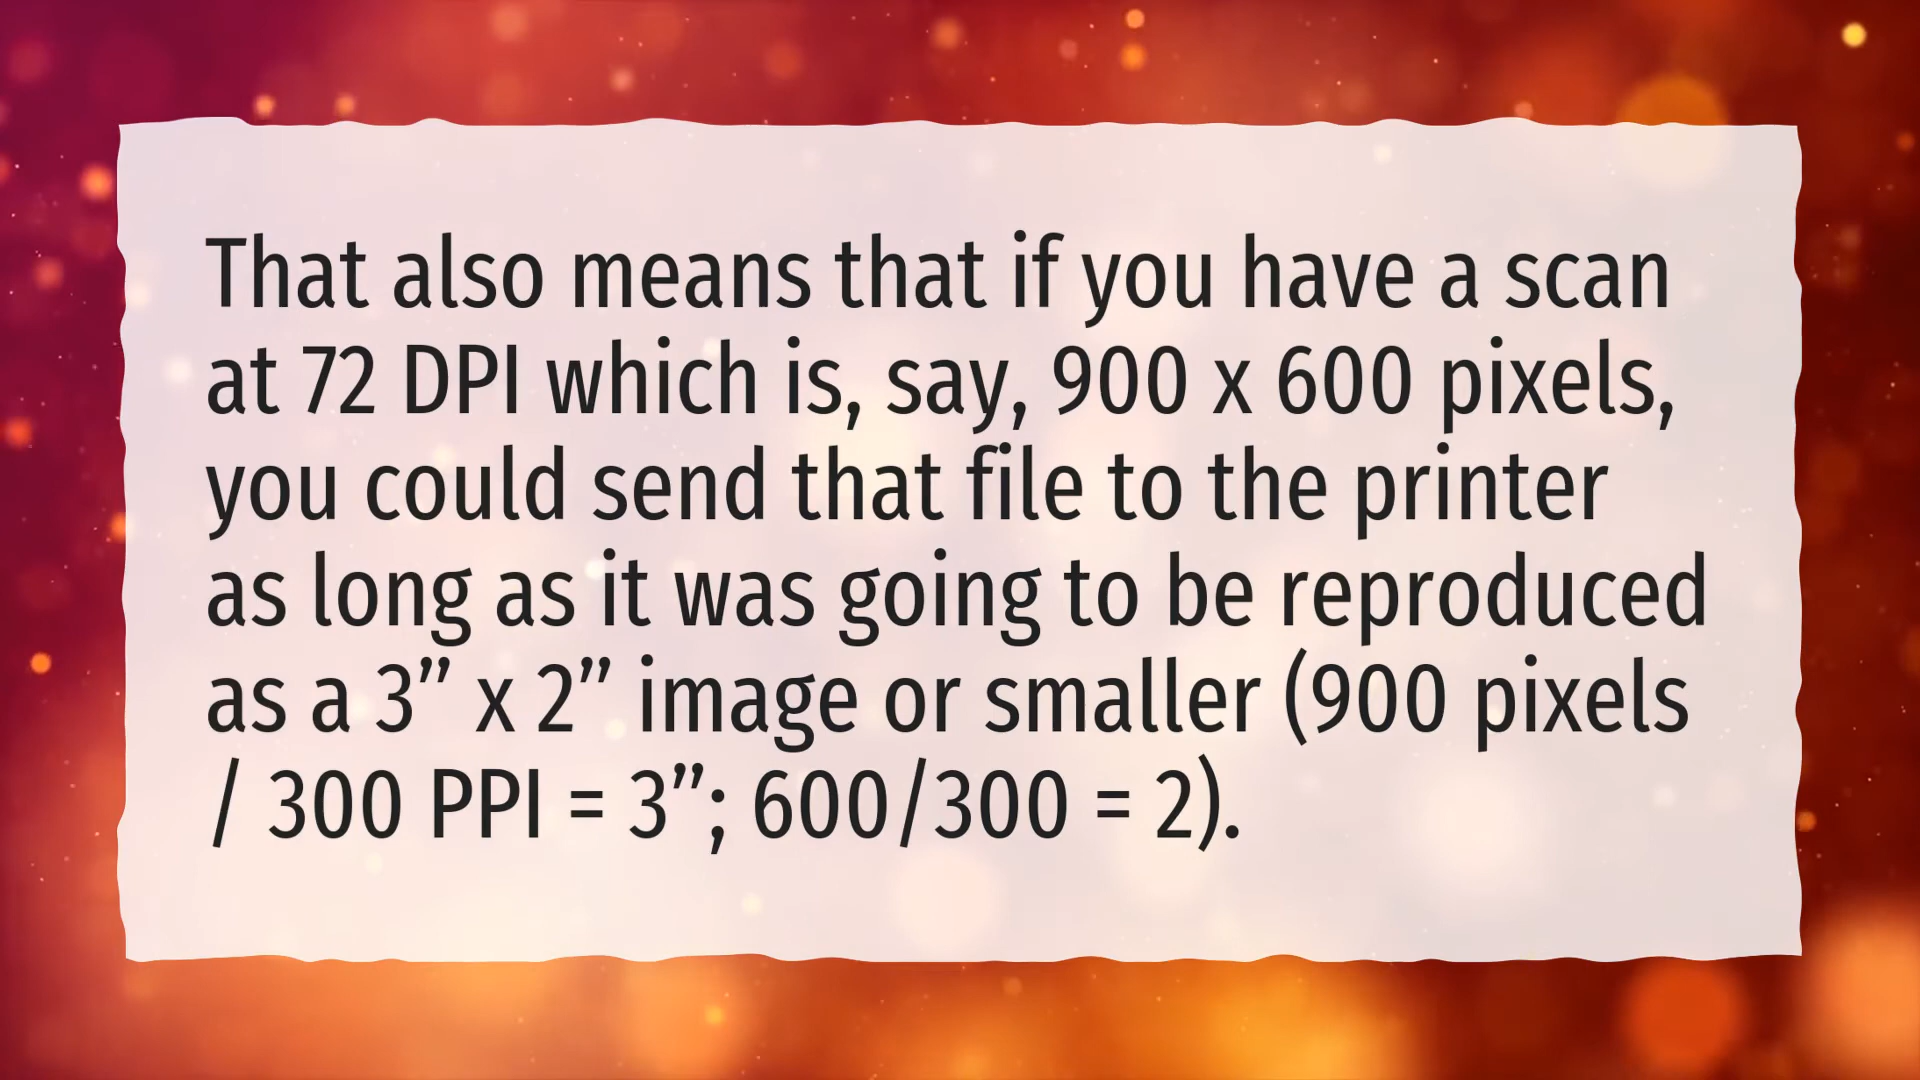 That also means that if you have a scan
at 72 DPI which is, say, 900 x 600 pixels,
you could send that file to the printer
as long as it was going to be reproduced
as a 3” x 2” image or smaller (900 pixels
/ 300 PPI = 3”; 600/300 = 2).